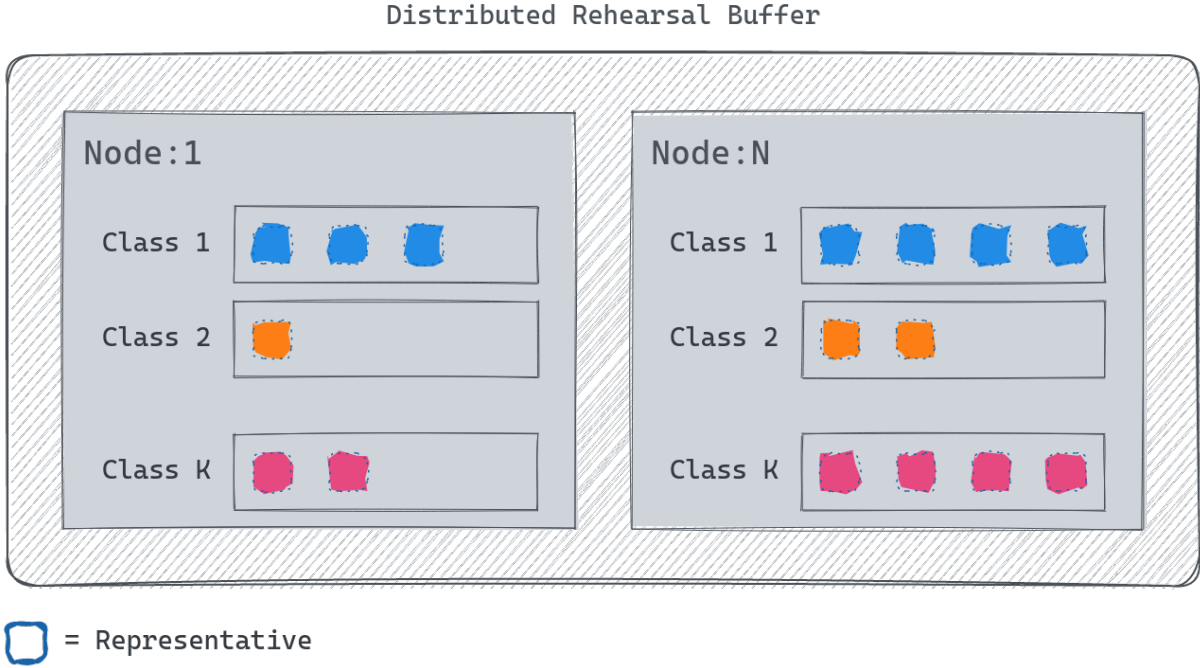 Distributed Rehearsal Buffer
Node:1
Class 1
Class 2
Class K
Node:N
Class 1
Class 2
Class K
= Representative